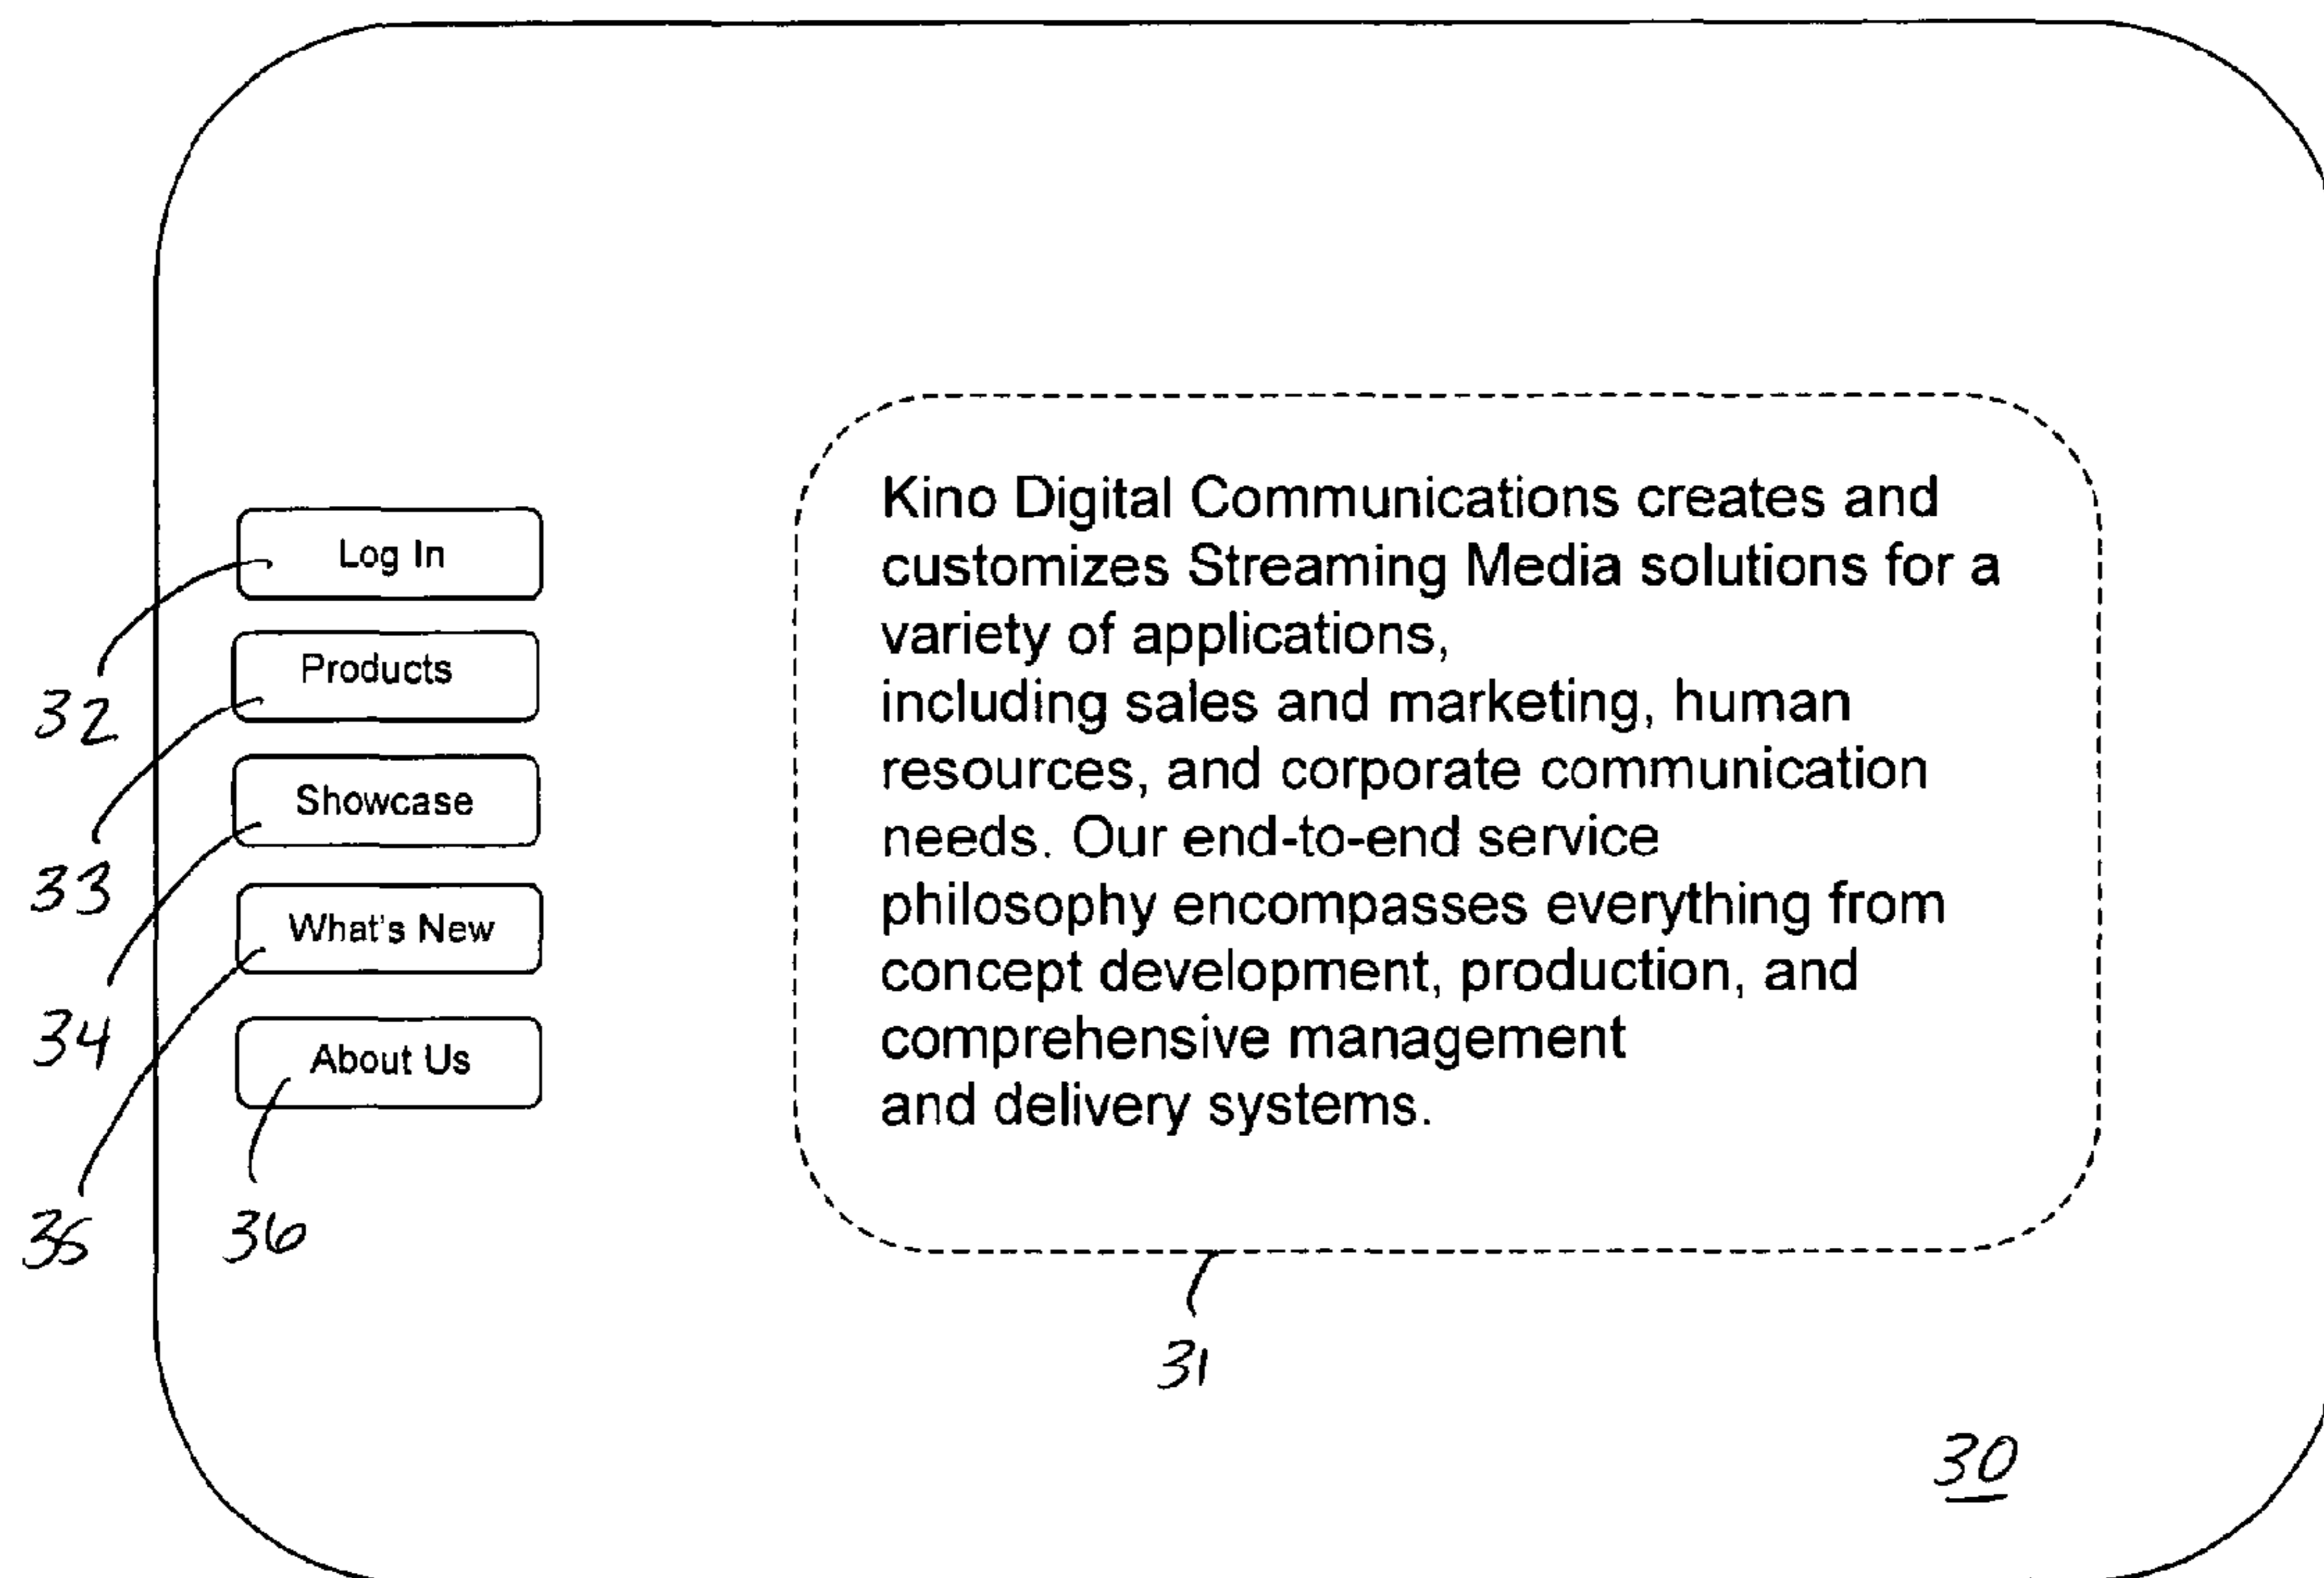 Log In
Products
Showcase
What's New
About Us
32
33
34
35
36
Kino Digital Communications creates and
customizes Streaming Media solutions for a
variety of applications,
including sales and marketing, human
resources, and corporate communication
needs. Our end-to-end service
philosophy encompasses everything from
concept development, production, and
comprehensive management
and delivery systems.
31
30